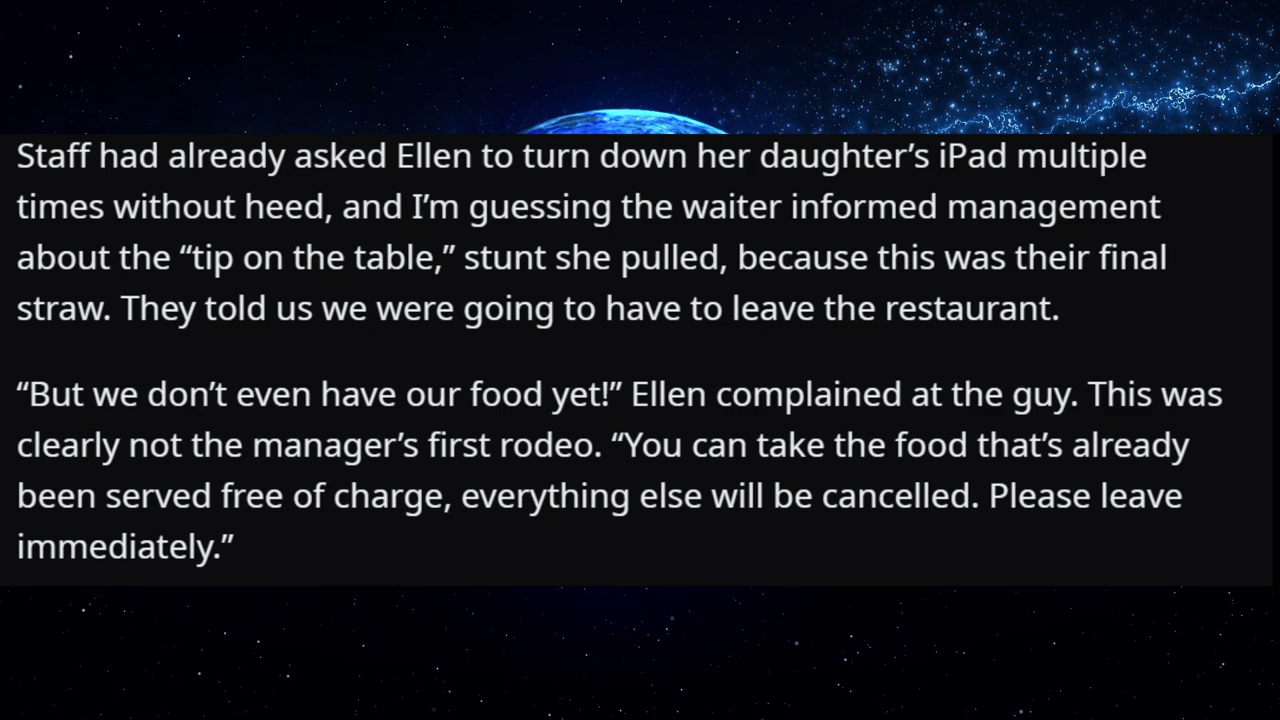 Staff had already asked Ellen to turn down her daughter’s iPad multiple
times without heed, and I’m guessing the waiter informed management
about the “tip on the table,” stunt she pulled, because this was their final
straw. They told us we were going to have to leave the restaurant.
“But we don’t even have our food yet!” Ellen complained at the guy. This was
clearly not the manager’s first rodeo. “You can take the food that’s already
been served free of charge, everything else will be cancelled. Please leave
immediately.”